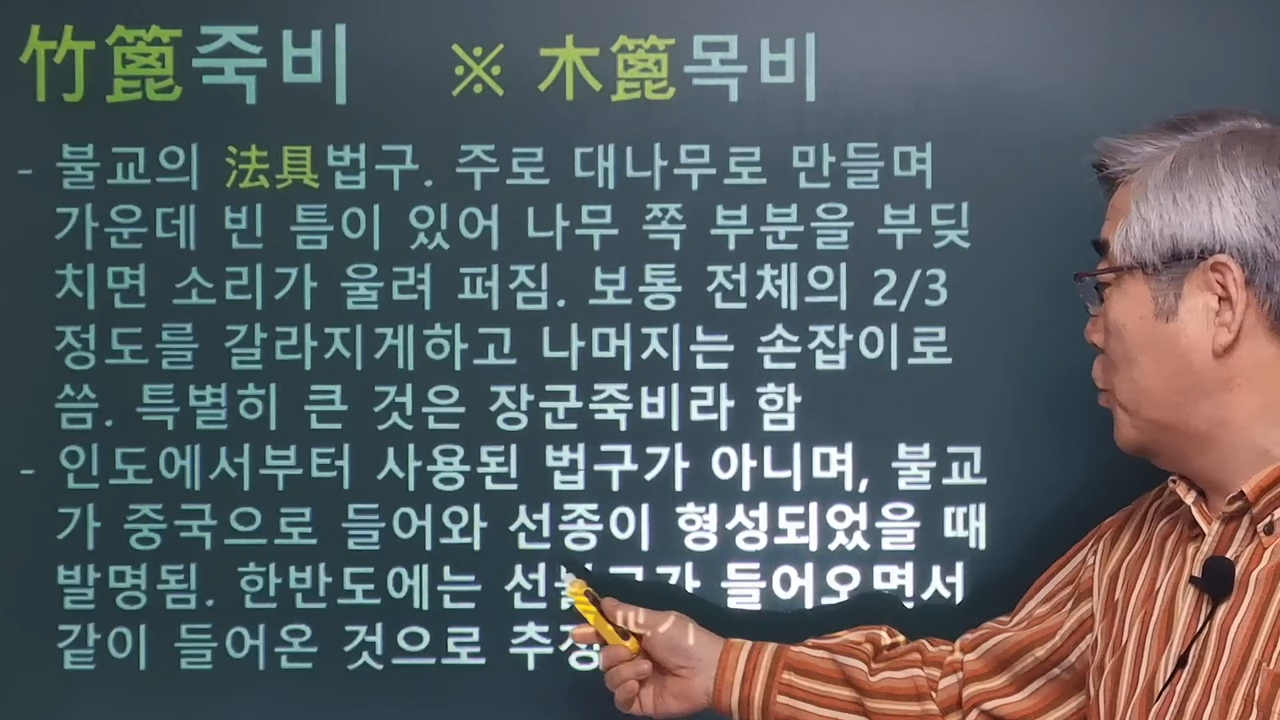 竹篦죽비 ※ 木篦목비
- 불교의 法具법구. 주로 대나무로 만들며
가운데 빈 틈이 있어 나무 쪽 부분을 부딪
치면 소리가 울려 퍼짐. 보통 전체의 2/3
정도를 갈라지게하고 나머지는 손잡이로
씀. 특별히 큰 것은 장군죽비라 함
- 인도에서부터 사용된 법구가 아니며, 불교
가 중국으로 들어와 선종이 형성되었을 때
발명됨. 한반도에는 들어오면서
같이 들어온 것으로